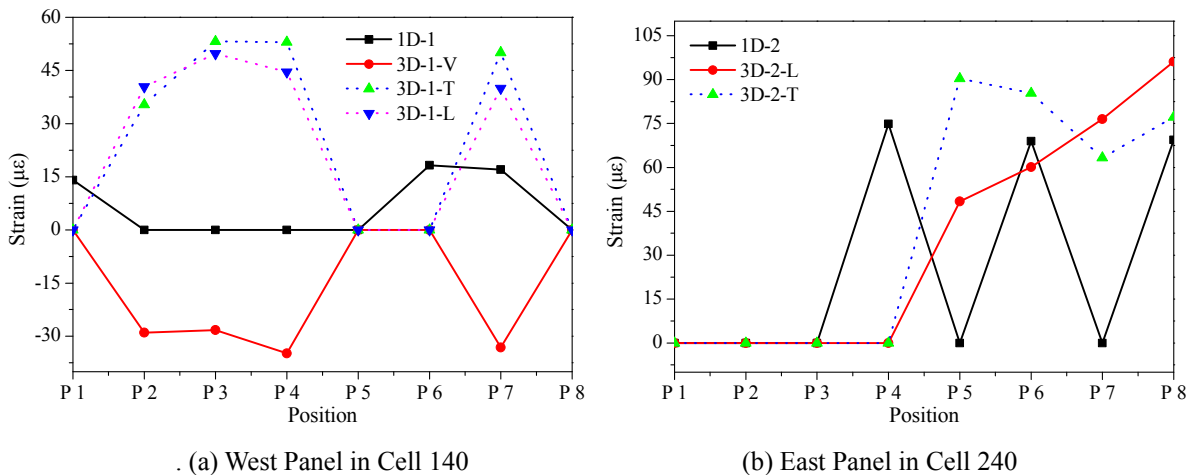 60
45
30
15
0
-15
-30
Strain (με)
1D-1
3D-1-V
3D-1-T
3D-1-L
P 1 P 2 P 3 P 4 P 5 P 6 P 7 P 8
Position
. (a) West Panel in Cell 140
105
90
75
60
45
30
15
0
Strain (με)
1D-2
3D-2-L
3D-2-T
P 1 P 2 P 3 P 4 P 5 P 6 P 7 P 8
Position
(b) East Panel in Cell 240